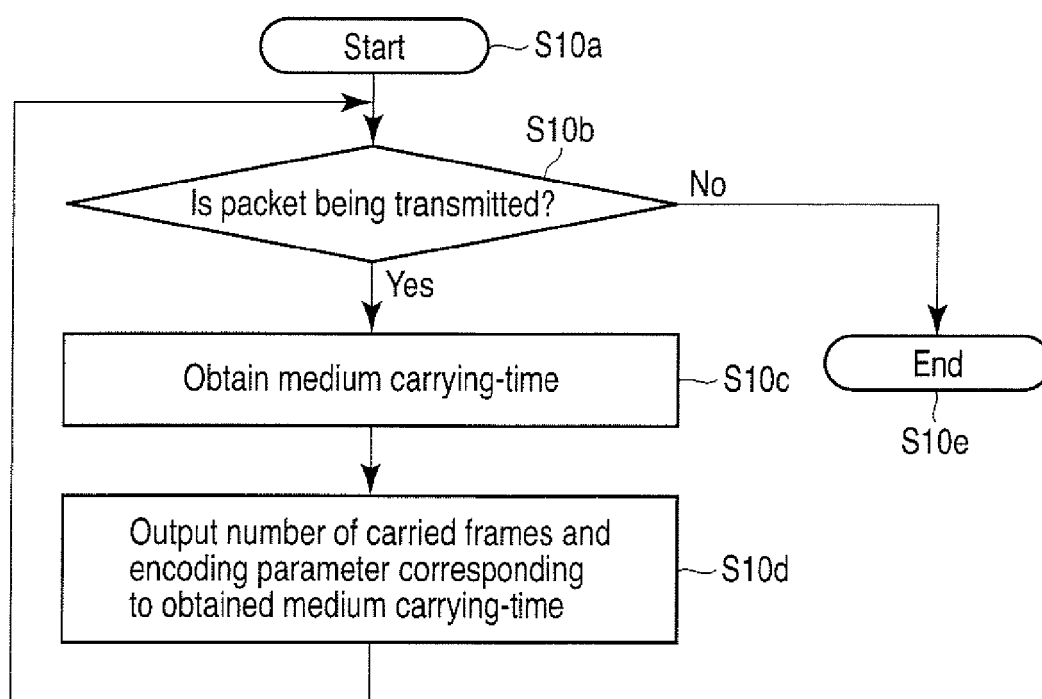 Start
S10a
S10b
Is packet being transmitted?
No
Yes
Obtain medium carrying-time
S10c
End
S10e
Output number of carried frames and
encoding parameter corresponding
to obtained medium carrying-time
S10d